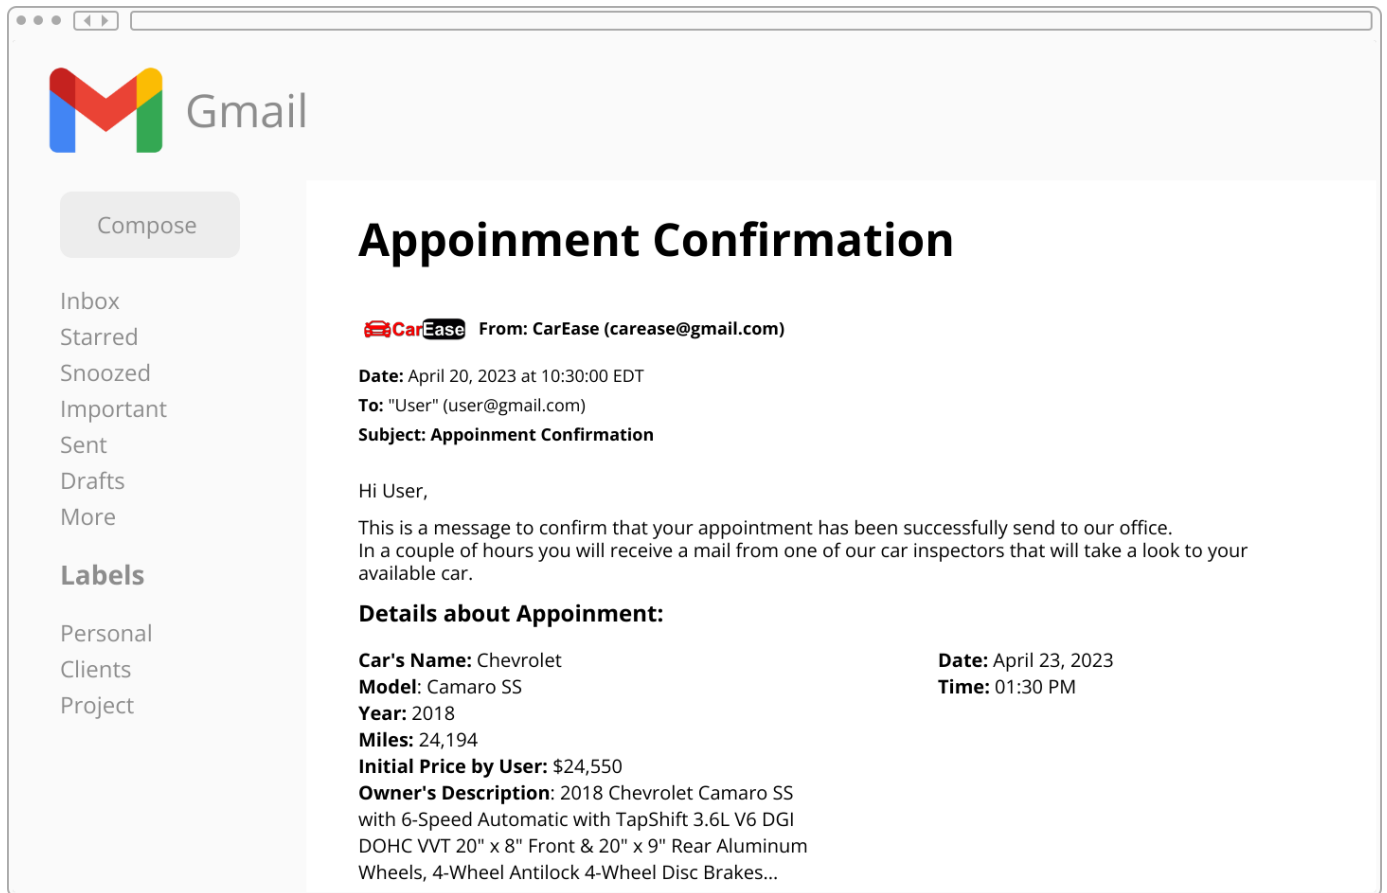 Gmail
Compose
Inbox
Starred
Snoozed
Important
Sent
Drafts
More
Labels
Personal
Clients
Project
Appoinment Confirmation
CarEase From: CarEase (carease@gmail.com)
Date: April 20, 2023 at 10:30:00 EDT
To: "User" (user@gmail.com)
Subject: Appoinment Confirmation
Hi User,
This is a message to confirm that your appointment has been successfully send to our office.
In a couple of hours you will receive a mail from one of our car inspectors that will take a look to your
available car.
Details about Appoinment:
Car's Name: Chevrolet
Model: Camaro SS
Year: 2018
Miles: 24,194
Initial Price by User: $24,550
Owner's Description: 2018 Chevrolet Camaro SS
with 6-Speed Automatic with TapShift 3.6L V6 DGI
DOHC VVT 20" x 8" Front & 20" x 9" Rear Aluminum
Wheels, 4-Wheel Antilock 4-Wheel Disc Brakes...
Date: April 23, 2023
Time: 01:30 PM